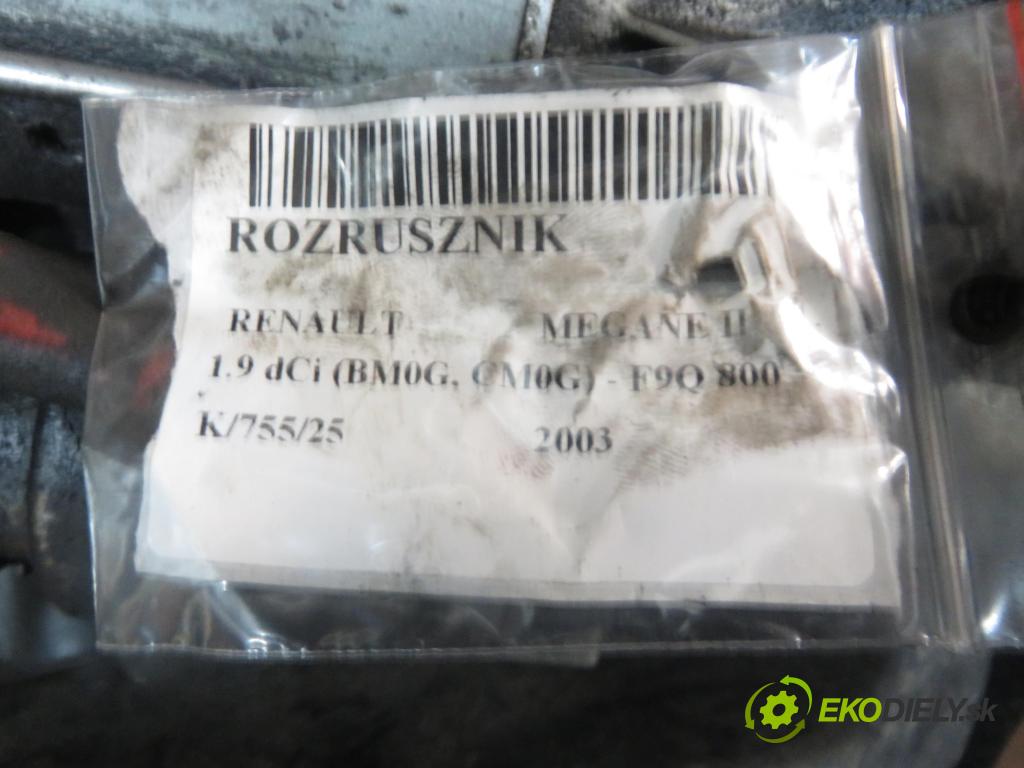 ROZRUSZNIK
RENAULT MEGANE II
1.9 dCi (BM0G, CM0G) - F9Q 800
K/755/25 2003
EKODIELY.sk